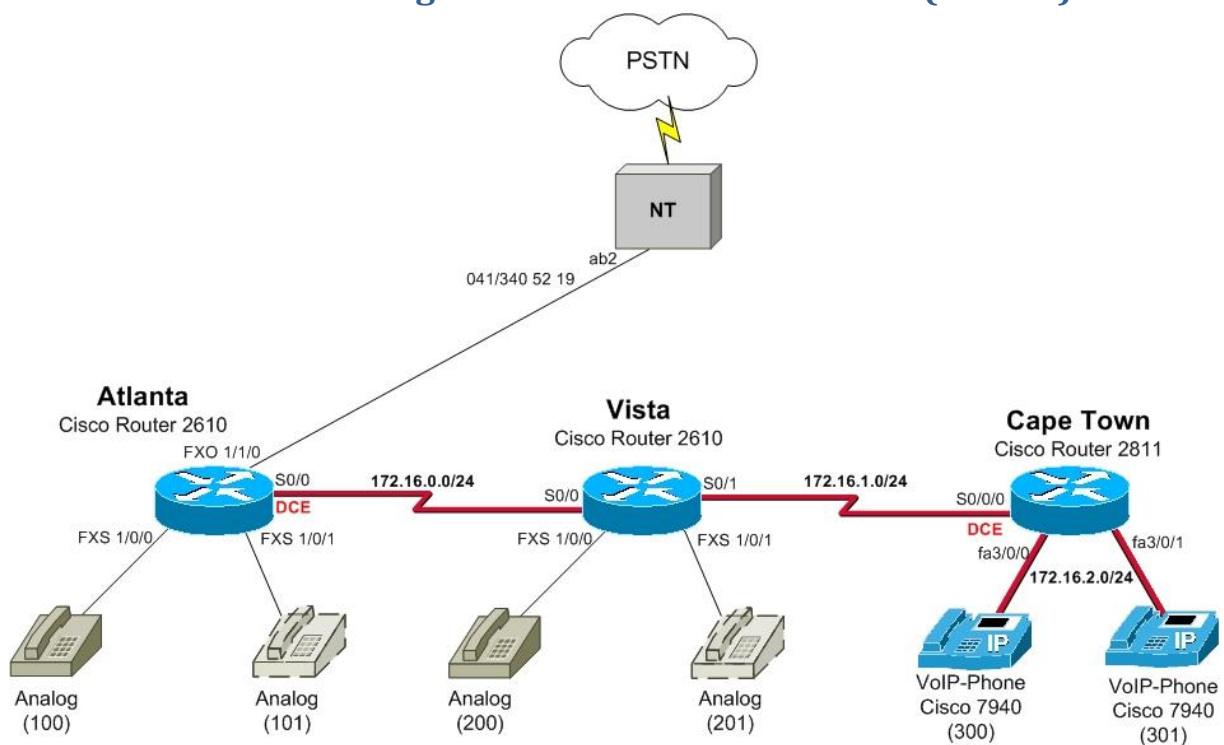 PSTN
NT
ab2
041/340 52 19
Atlanta
Cisco Router 2610
FXO 1/1/0
S0/0
DCE
172.16.0.0/24
FXS 1/0/0
FXS 1/0/1
Vista
Cisco Router 2610
S0/0
S0/1
172.16.1.0/24
FXS 1/0/0
FXS 1/0/1
Cape Town
Cisco Router 2811
S0/0/0
DCE
fa3/0/0
fa3/0/1
172.16.2.0/24
Analog
(100)
Analog
(101)
Analog
(200)
Analog
(201)
IP
VoIP-Phone
Cisco 7940
(300)
IP
VoIP-Phone
Cisco 7940
(301)